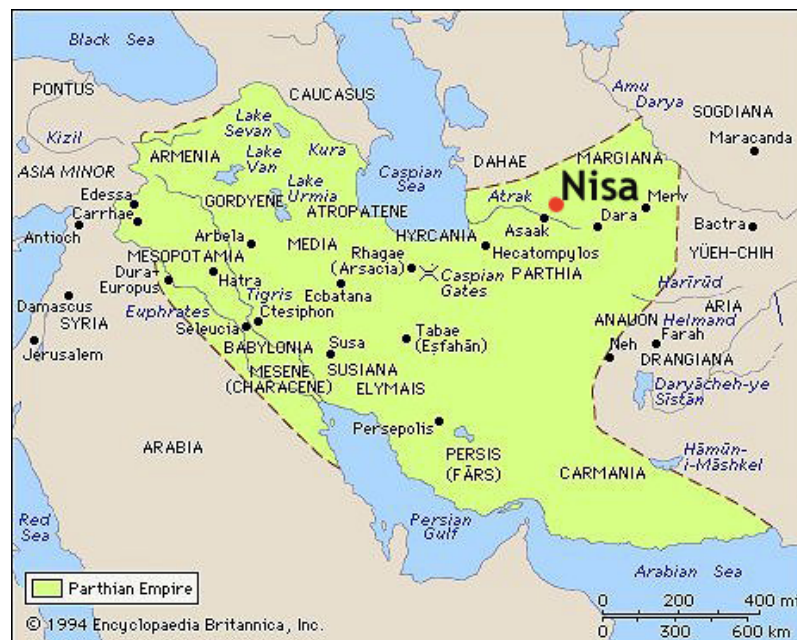 Black Sea
PONTUS
CAUCASUS
Amu
Darya
SOGDIANA
Maracanda
Kizil
ASIA MINOR
Lake
Sevan
Kura
ARMENIA
Lake
Van
Lake
Urmia
Caspian
Sea
DAHAE
MARGIANA
Atrak
Nisa
Merv
Edessa
Carrhae
GORDYENE
ATROPATENE
Asaak
Dara
Bactra
YÜEH-CHIH
Antioch
Arbela
MEDIA
HYRCANIA
Hecatompylos
PARTHIA
MESOPOTAMIA
Rhagae
(Arsacia)
Caspian
Gates
Dura-
Europus
Hatra
Tigris
Ecbatana
Harīrūd
ARIA
Damascus
SYRIA
Euphrates
Seleucia
Ctesiphon
ANAUON
Helmand
Farah
Neh
DRANGIANA
Jerusalem
BABYLONIA
Susa
Tabae
(Eşfahān)
MESENE
(CHARACENE)
SUSIANA
ELYMAIS
Daryācheh-ye
Sīstān
Persepolis
ARABIA
PERSIS
(FĀRS)
CARMANIA
Hāmūn-
i-Māshkel
Red
Sea
Persian
Gulf
Arabian Sea
Parthian Empire
0 200 400 mi
0 300 600 km
© 1994 Encyclopaedia Britannica, Inc.